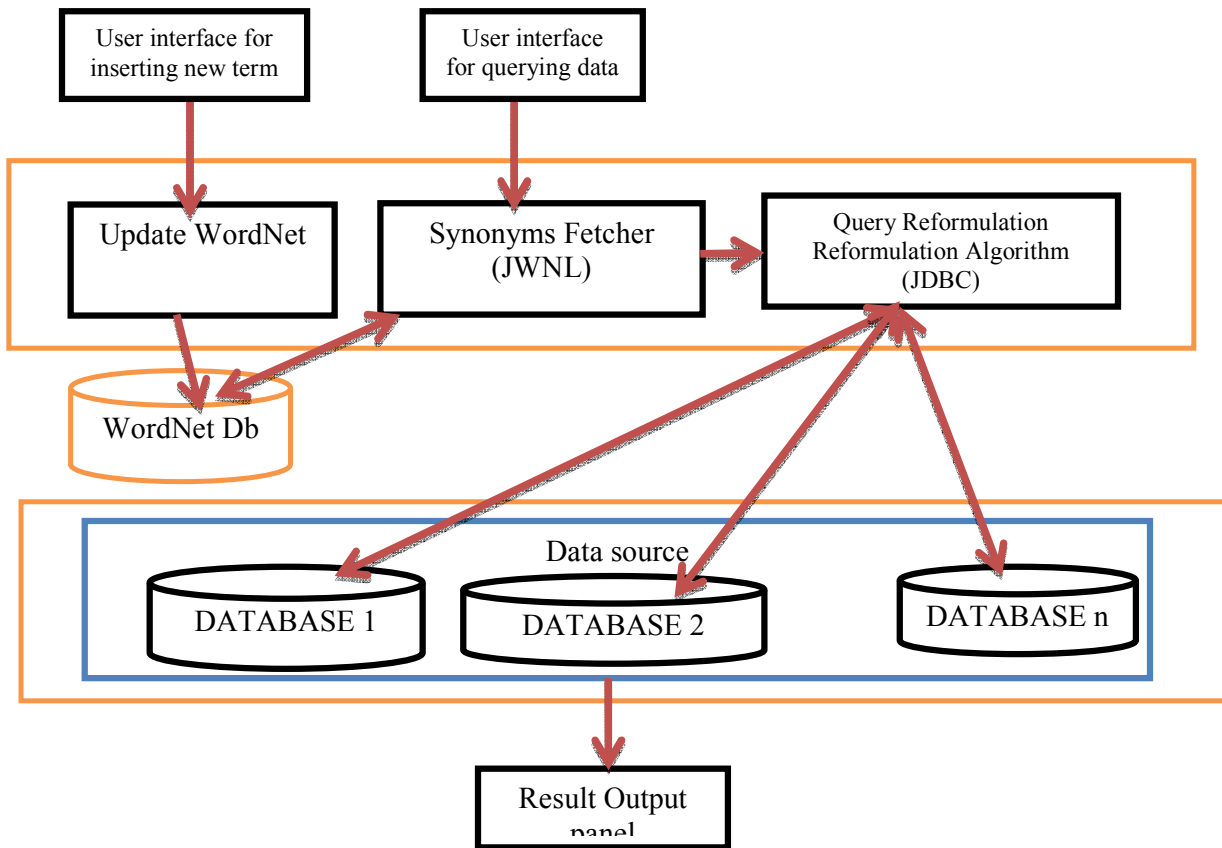 User interface for
inserting new term
User interface
for querying data
Update WordNet
Synonyms Fetcher
(JWNL)
Query Reformulation
Reformulation Algorithm
(JDBC)
WordNet Db
Data source
DATABASE 1
DATABASE 2
DATABASE n
Result Output
panel